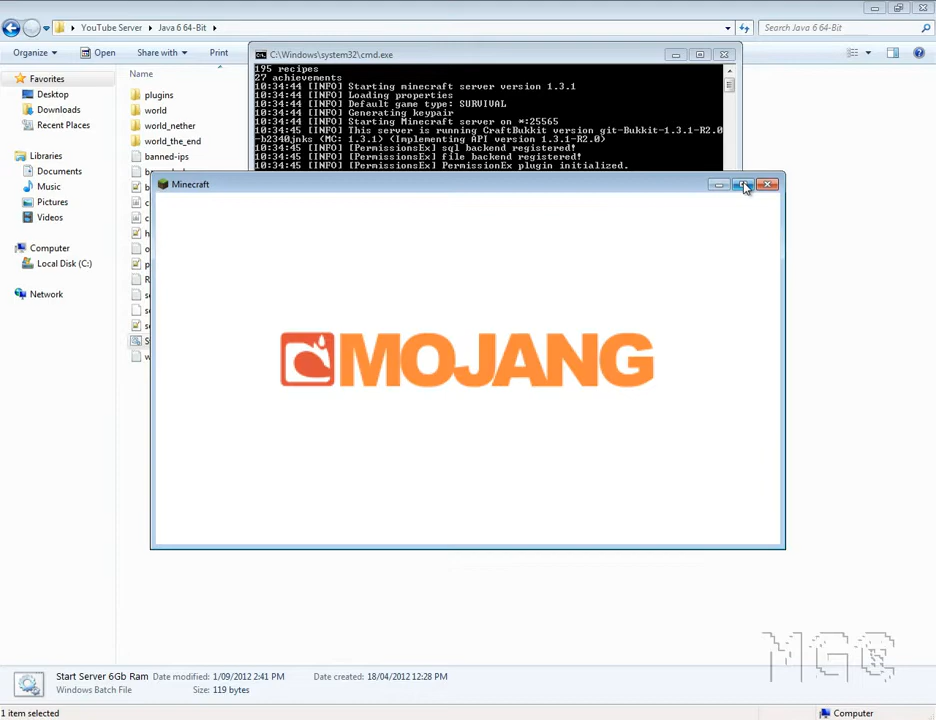 YouTube Server
Java 6 64-Bit
Search Java 6 64-Bit
Organize
Open
Share with
Print
Favorites
Desktop
Downloads
Recent Places
Libraries
Documents
Music
Pictures
Videos
Computer
Local Disk (C:)
Network
Name
plugins
world
world_nether
world_the_end
banned-ips
C:\Windows\system32\cmd.exe
195 recipes
27 achievements
10:34:44 [INFO] Starting minecraft server version 1.3.1
10:34:44 [INFO] Loading properties
10:34:44 [INFO] Default game type: SURVIVAL
10:34:44 [INFO] Generating keypair
10:34:44 [INFO] Starting Minecraft server on *:25565
10:34:45 [INFO] This server is running CraftBukkit version git-Bukkit-1.3.1-R2.0
-b2340jnks (MC: 1.3.1) (Implementing API version 1.3.1-R2.0)
10:34:45 [INFO] [PermissionsEx] sql backend registered!
10:34:45 [INFO] [PermissionsEx] file backend registered!
10:34:45 [INFO] [PermissionsEx] PermissionEx plugin initialized.
Minecraft
MOJANG
MGC
Start Server 6Gb Ram Date modified: 1/09/2012 2:41 PM Date created: 18/04/2012 12:28 PM
Windows Batch File Size: 119 bytes
1 item selected
Computer